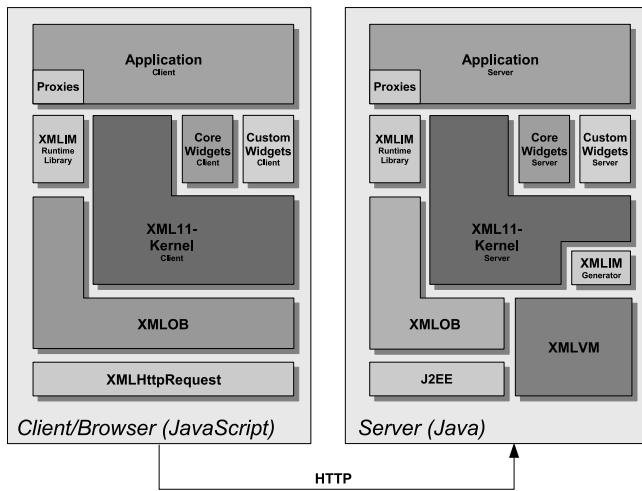 Application
Client
Proxies
XMLIM
Runtime
Library
Core
Widgets
Client
Custom
Widgets
Client
XML11-
Kernel
Client
XMLOB
XMLHttpRequest
Client/Browser (JavaScript)
Application
Server
Proxies
XMLIM
Runtime
Library
Core
Widgets
Server
Custom
Widgets
Server
XML11-
Kernel
Server
XMLIM
Generator
XMLOB
XMLVM
J2EE
Server (Java)
HTTP